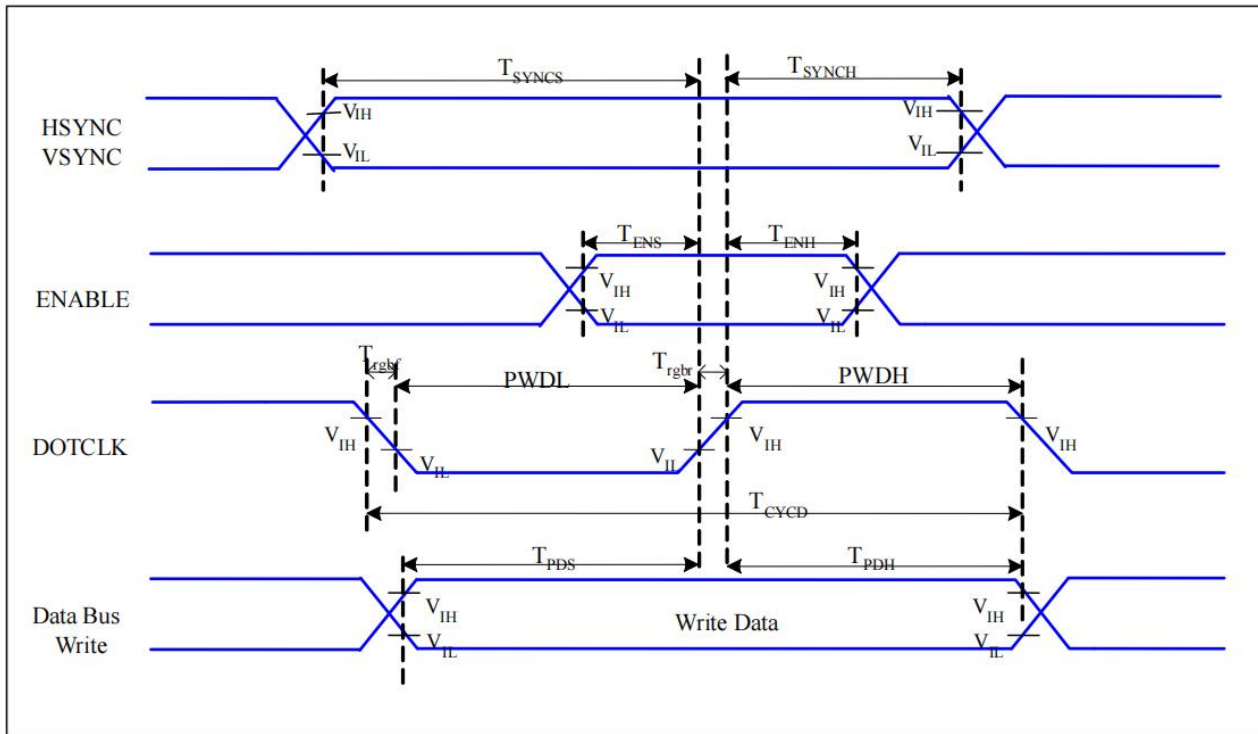 TSYNCS
TSYNCH
HSYNC
VSYNC
VIH
VIL
VIH
VIL
TENS
TENH
ENABLE
VIH
VIL
VIH
VIL
Trgbf
PWDL
Trgbr
PWDH
DOTCLK
VIH
VIL
VIL
VIH
VIH
TCYCD
TPDS
TPDH
Data Bus
Write
VIH
VIL
Write Data
VIH
VIL